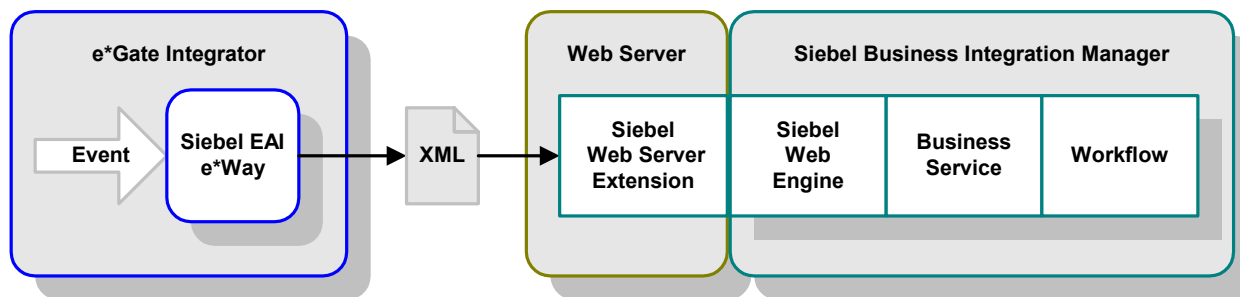 e*Gate Integrator
Web Server
Siebel Business Integration Manager
Event
Siebel EAI
e*Way
XML
Siebel
Web Server
Extension
Siebel
Web
Engine
Business
Service
Workflow